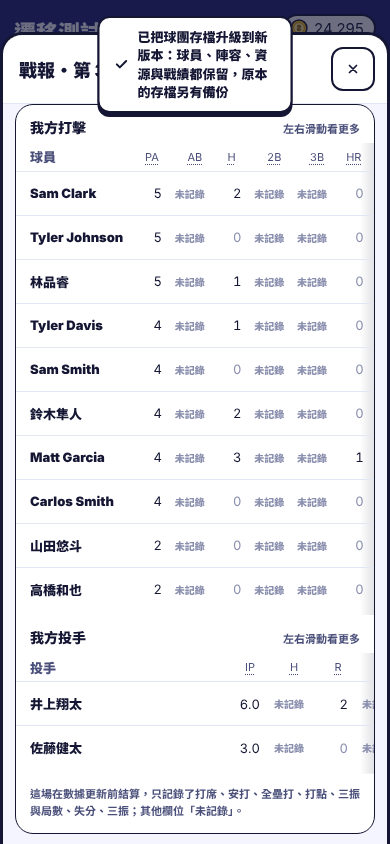 24,295
戰報・第
已把球團存檔升級到新
版本：球員、陣容、資
源與戰績都保留，原本
的存檔另有備份
我方打擊 左右滑動看更多
球員 PA AB H 2B 3B HR
Sam Clark 5 未記錄 2 未記錄 未記錄 0
Tyler Johnson 5 未記錄 0 未記錄 未記錄 0
林品睿 5 未記錄 1 未記錄 未記錄 0
Tyler Davis 4 未記錄 1 未記錄 未記錄 0
Sam Smith 4 未記錄 0 未記錄 未記錄 0
鈴木隼人 4 未記錄 2 未記錄 未記錄 0
Matt Garcia 4 未記錄 3 未記錄 未記錄 1
Carlos Smith 4 未記錄 0 未記錄 未記錄 0
山田悠斗 2 未記錄 0 未記錄 未記錄 0
高橋和也 2 未記錄 0 未記錄 未記錄 0
我方投手 左右滑動看更多
投手 IP H R
井上翔太 6.0 未記錄 2 未
佐藤健太 3.0 未記錄 0 未
這場在數據更新前結算，只記錄了打席、安打、全壘打、打點、三振
與局數、失分、三振；其他欄位「未記錄」。